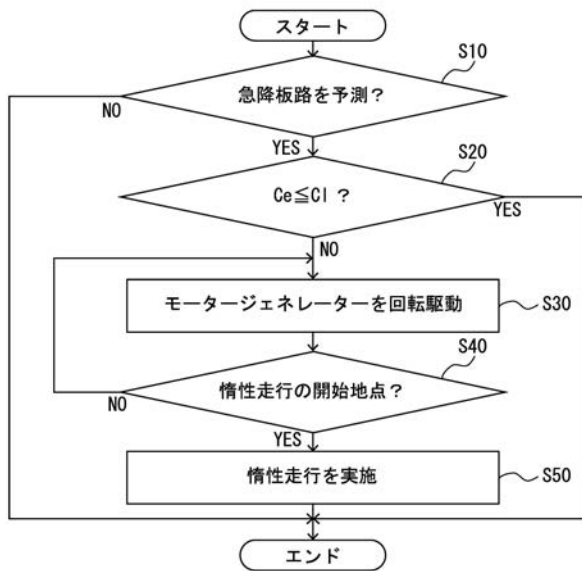 スタート
S10
急降板路を予測？
NO
YES
S20
Ce≦Cl ？
YES
NO
モータージェネレーターを回転駆動
S30
S40
惰性走行の開始地点？
NO
YES
惰性走行を実施
S50
エンド